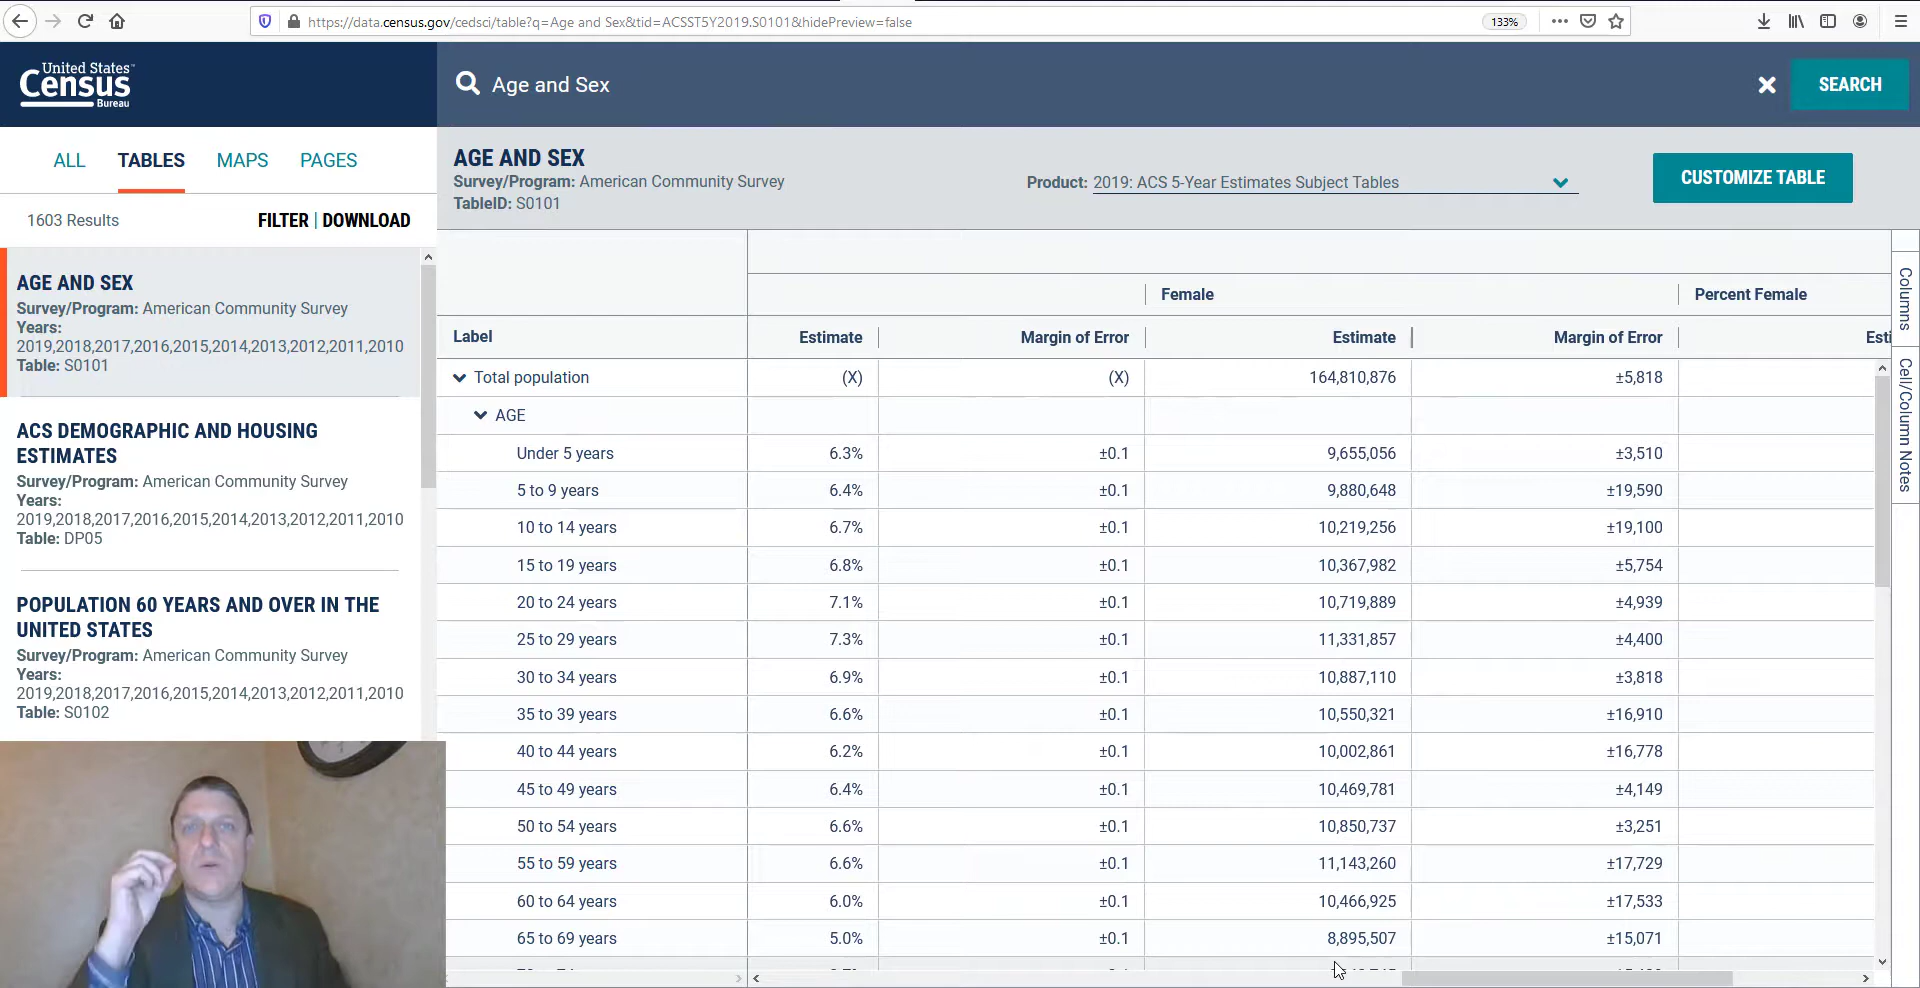 https://data.census.gov/cedsci/table?q=Age and Sex&tid=ACSST5Y2019.S0101&hidePreview=false
133%
United States
Census
Bureau
Age and Sex
SEARCH
ALL TABLES MAPS PAGES
1603 Results
FILTER | DOWNLOAD
AGE AND SEX
Survey/Program: American Community Survey
Years:
2019,2018,2017,2016,2015,2014,2013,2012,2011,2010
Table: S0101
ACS DEMOGRAPHIC AND HOUSING
ESTIMATES
Survey/Program: American Community Survey
Years:
2019,2018,2017,2016,2015,2014,2013,2012,2011,2010
Table: DP05
POPULATION 60 YEARS AND OVER IN THE
UNITED STATES
Survey/Program: American Community Survey
Years:
2019,2018,2017,2016,2015,2014,2013,2012,2011,2010
Table: S0102
AGE AND SEX
Survey/Program: American Community Survey
TableID: S0101
Product: 2019: ACS 5-Year Estimates Subject Tables
CUSTOMIZE TABLE
Female Percent Female
Label Estimate Margin of Error Estimate Margin of Error Esti
Total population (X) (X) 164,810,876 ±5,818
AGE
Under 5 years 6.3% ±0.1 9,655,056 ±3,510
5 to 9 years 6.4% ±0.1 9,880,648 ±19,590
10 to 14 years 6.7% ±0.1 10,219,256 ±19,100
15 to 19 years 6.8% ±0.1 10,367,982 ±5,754
20 to 24 years 7.1% ±0.1 10,719,889 ±4,939
25 to 29 years 7.3% ±0.1 11,331,857 ±4,400
30 to 34 years 6.9% ±0.1 10,887,110 ±3,818
35 to 39 years 6.6% ±0.1 10,550,321 ±16,910
40 to 44 years 6.2% ±0.1 10,002,861 ±16,778
45 to 49 years 6.4% ±0.1 10,469,781 ±4,149
50 to 54 years 6.6% ±0.1 10,850,737 ±3,251
55 to 59 years 6.6% ±0.1 11,143,260 ±17,729
60 to 64 years 6.0% ±0.1 10,466,925 ±17,533
65 to 69 years 5.0% ±0.1 8,895,507 ±15,071
Columns
Cell/Column Notes